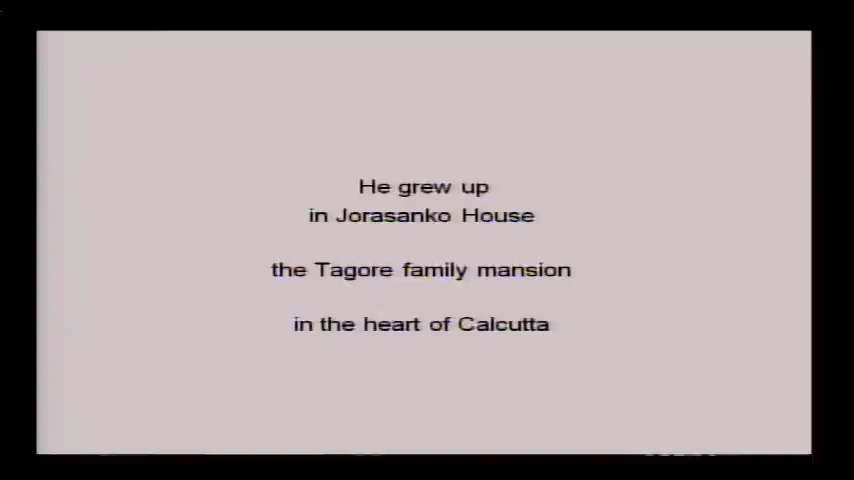 He grew up
in Jorasanko House
the Tagore family mansion
in the heart of Calcutta